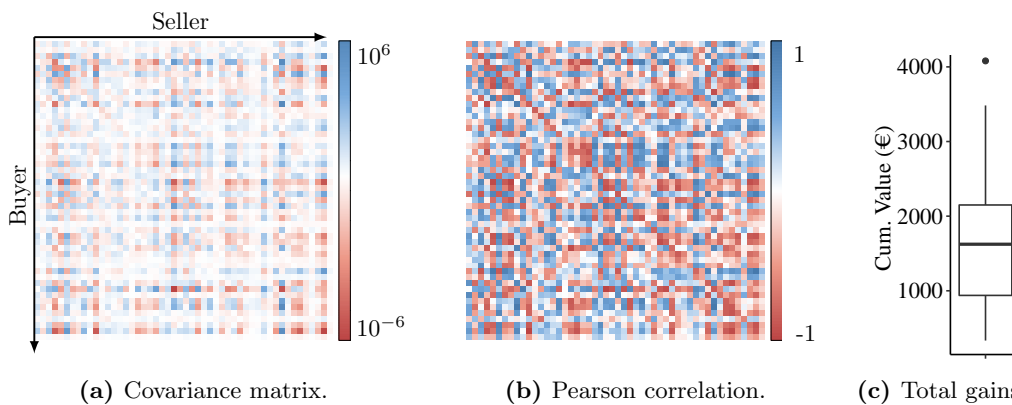 Seller
Buyer
10^6
10^-6
(a) Covariance matrix.
1
-1
(b) Pearson correlation.
Cum. Value (€)
4000
3000
2000
1000
(c) Total gains